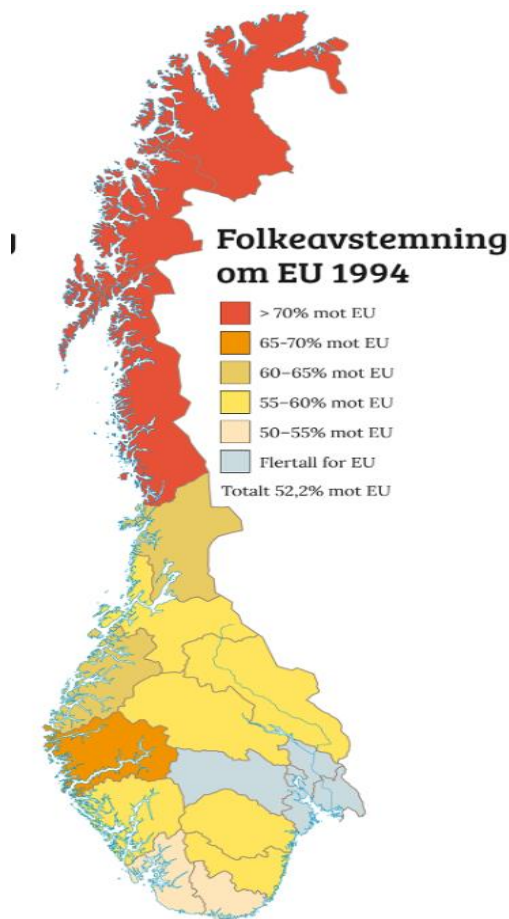 g
Folkeavstemning
om EU 1994
> 70% mot EU
65-70% mot EU
60–65% mot EU
55–60% mot EU
50–55% mot EU
Flertall for EU
Totalt 52,2% mot EU